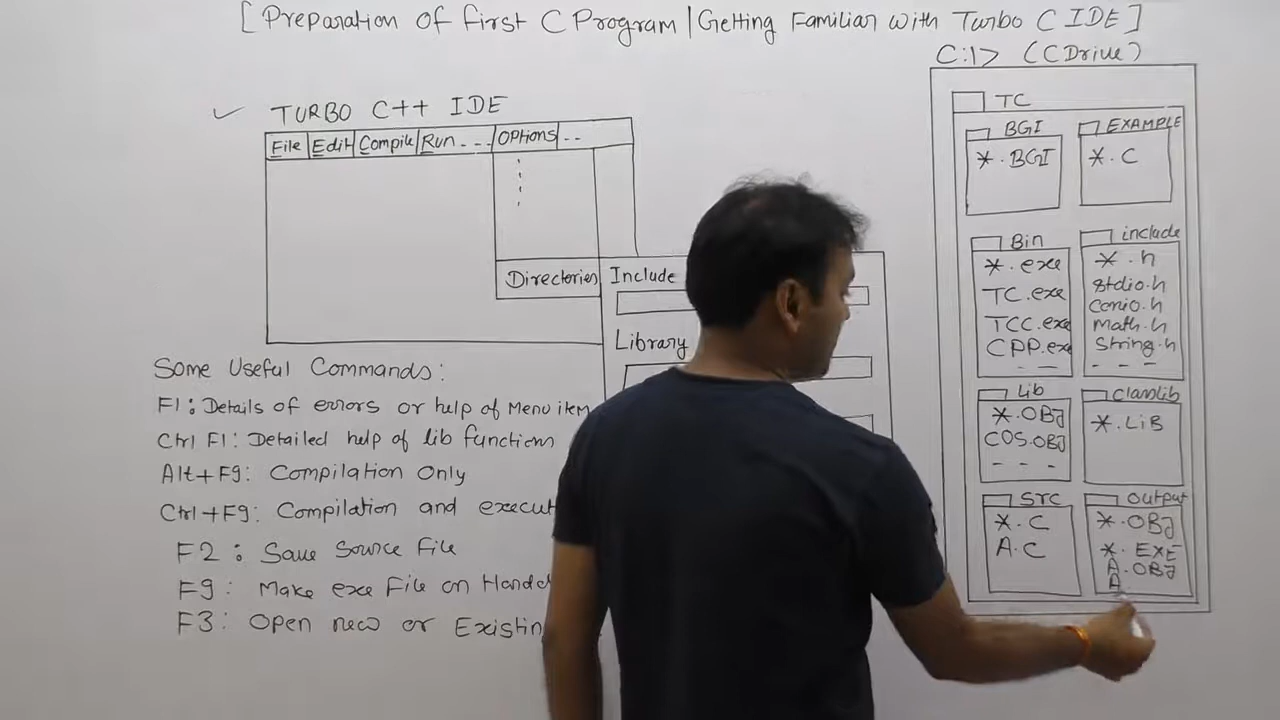 [ Preparation of first C Program | Getting Familiar with Turbo C IDE ]
C:\> (C Drive)
TURBO C++ IDE
File Edit Compile Run... Options ..
Directories
Include
Library
Some Useful Commands:
F1: Details of errors or help of Menu item
Ctrl F1: Detailed help of lib functions
Alt+F9: Compilation Only
Ctrl+F9: Compilation and execut
F2: Save Source File
F9: Make exe File on Hard
F3: Open new or Existin
TC
BGI
*.BGI
EXAMPLE
*.C
Bin
*.exe
TC.exe
TCC.exe
CPP.exe
include
*.h
stdio.h
conio.h
math.h
string.h
Lib
*.OBJ
COS.OBJ
classlib
*.LiB
Src
*.C
A.C
output
*.OBJ
*.EXE
A.OBJ
A